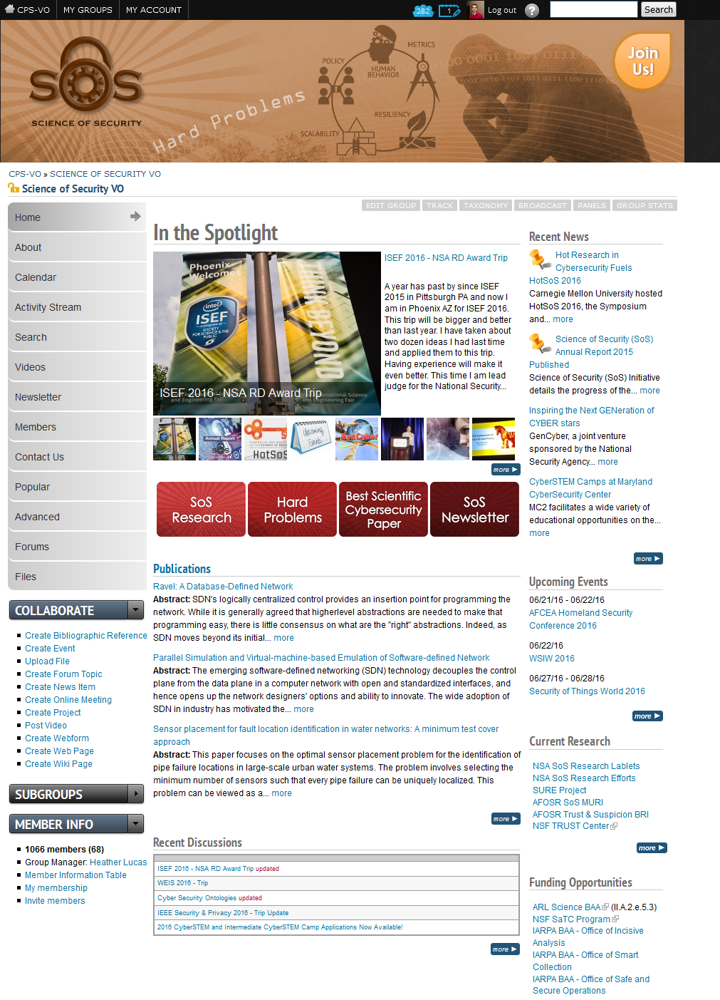 CPS-VO
MY GROUPS
MY ACCOUNT
282
1
Log out
?
Search
SOS
SCIENCE OF SECURITY
Hard Problems
POLICY
METRICS
HUMAN
BEHAVIOR
RESILIENCY
SCALABILITY
Join
Us!
CPS-VO » SCIENCE OF SECURITY VO
Science of Security VO
EDIT GROUP
TRACK
TAXONOMY
BROADCAST
PANELS
GROUP STATS
Home
About
Calendar
Activity Stream
Search
Videos
Newsletter
Members
Contact Us
Popular
Advanced
Forums
Files
COLLABORATE
Create Bibliographic Reference
Create Event
Upload File
Create Forum Topic
Create News Item
Create Online Meeting
Create Project
Post Video
Create Webform
Create Web Page
Create Wiki Page
SUBGROUPS
MEMBER INFO
1066 members (68)
Group Manager: Heather Lucas
Member Information Table
My membership
Invite members
In the Spotlight
Phoenix
Welcomes
intel
ISEF
a program of
SOCIETY
FOR SCIENCE & THE
PUBLIC
THINK BEYOND
ISEF 2016 - NSA RD Award Trip
ISEF 2016 - NSA RD Award Trip
A year has past by since ISEF
2015 in Pittsburgh PA and now I
am in Phoenix AZ for ISEF 2016.
This trip will be bigger and better
than last year. I have taken about
two dozen ideas I had last time
and applied them to this trip.
Having experience will make it
even better. This time I am lead
judge for the National Security...
Annual Report
SOS
HotSoS
Upcoming
Events
GenCyber
more
SoS
Research
Hard
Problems
Best Scientific
Cybersecurity
Paper
SoS
Newsletter
Publications
Ravel: A Database-Defined Network
Abstract: SDN's logically centralized control provides an insertion point for programming the
network. While it is generally agreed that higherlevel abstractions are needed to make that
programming easy, there is little consensus on what are the "right" abstractions. Indeed, as
SDN moves beyond its initial... more
Parallel Simulation and Virtual-machine-based Emulation of Software-defined Network
Abstract: The emerging software-defined networking (SDN) technology decouples the control
plane from the data plane in a computer network with open and standardized interfaces, and
hence opens up the network designers' options and ability to innovate. The wide adoption of
SDN in industry has motivated the... more
Sensor placement for fault location identification in water networks: A minimum test cover
approach
Abstract: This paper focuses on the optimal sensor placement problem for the identification of
pipe failure locations in large-scale urban water systems. The problem involves selecting the
minimum number of sensors such that every pipe failure can be uniquely localized. This
problem can be viewed as a... more
more
Recent Discussions
ISEF 2016 - NSA RD Award Trip updated
WEIS 2016 - Trip
Cyber Security Ontologies updated
IEEE Security & Privacy 2016 - Trip Update
2016 CyberSTEM and Intermediate CyberSTEM Camp Applications Now Available!
more
Recent News
Hot Research in
Cybersecurity Fuels
HotSoS 2016
Carnegie Mellon University hosted
HotSoS 2016, the Symposium
and... more
Science of Security (SoS)
Annual Report 2015
Published
Science of Security (SoS) Initiative
details the progress of the... more
Inspiring the Next GENeration of
CYBER stars
GenCyber, a joint venture
sponsored by the National
Security Agency... more
CyberSTEM Camps at Maryland
CyberSecurity Center
MC2 facilitates a wide variety of
educational opportunities on the...
more
more
Upcoming Events
06/21/16 - 06/22/16
AFCEA Homeland Security
Conference 2016
06/22/16
WSIW 2016
06/27/16 - 06/28/16
Security of Things World 2016
more
Current Research
NSA SoS Research Lablets
NSA SoS Research Efforts
SURE Project
AFOSR SoS MURI
AFOSR Trust & Suspicion BRI
NSF TRUST Center
more
Funding Opportunities
ARL Science BAA (II.A.2.e.5.3)
NSF SaTC Program
IARPA BAA - Office of Incisive
Analysis
IARPA BAA - Office of Smart
Collection
IARPA BAA - Office of Safe and
Secure Operations